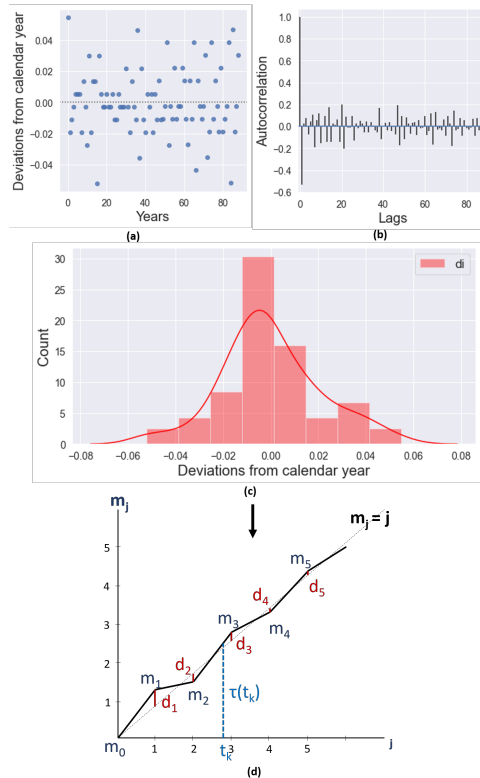 Deviations from calendar year
0.04
0.02
0.00
−0.02
−0.04
0 20 40 60 80
Years
(a)
Autocorrelation
1.0
0.8
0.6
0.4
0.2
0.0
−0.2
−0.4
−0.6
0 20 40 60 80
Lags
(b)
di
Count
30
25
20
15
10
5
0
−0.08 −0.06 −0.04 −0.02 0.00 0.02 0.04 0.06 0.08
Deviations from calendar year
(c)
mj
mj = j
5
4
3
2
1
m0
m1
d1
d2
m2
m3
d3
d4
m4
m5
d5
τ(tk)
1 2 3 4 5 j
tk
(d)